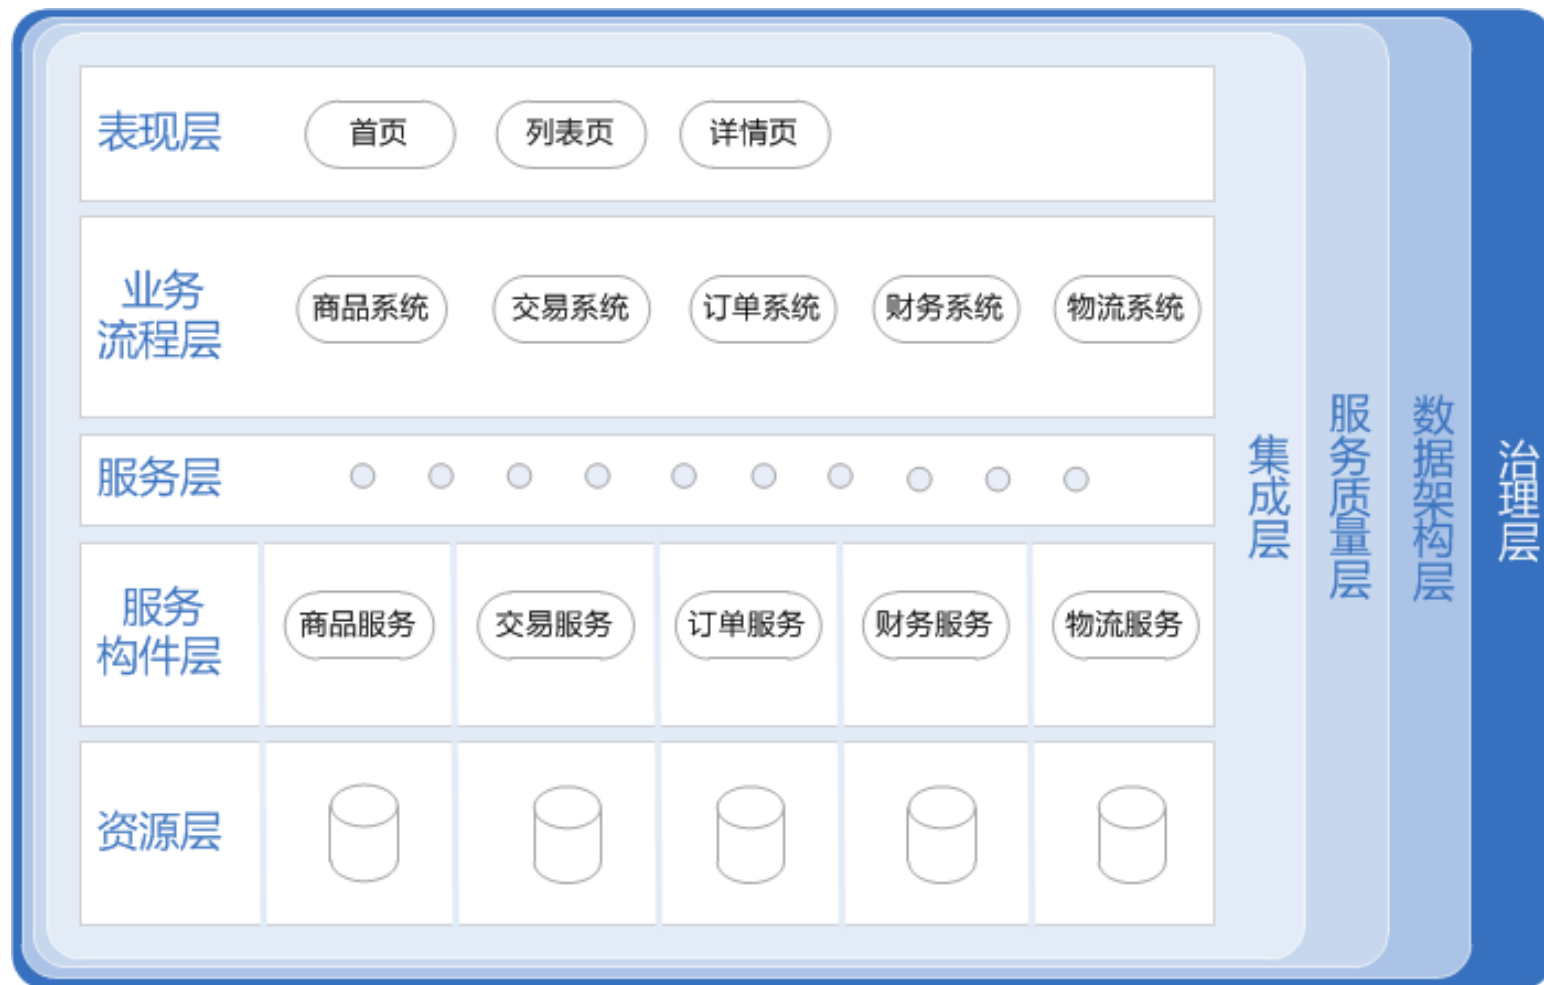 表现层
首页
列表页
详情页
业务
流程层
商品系统
交易系统
订单系统
财务系统
物流系统
服务层
服务
构件层
商品服务
交易服务
订单服务
财务服务
物流服务
资源层
集成层
服务质量层
数据架构层
治理层